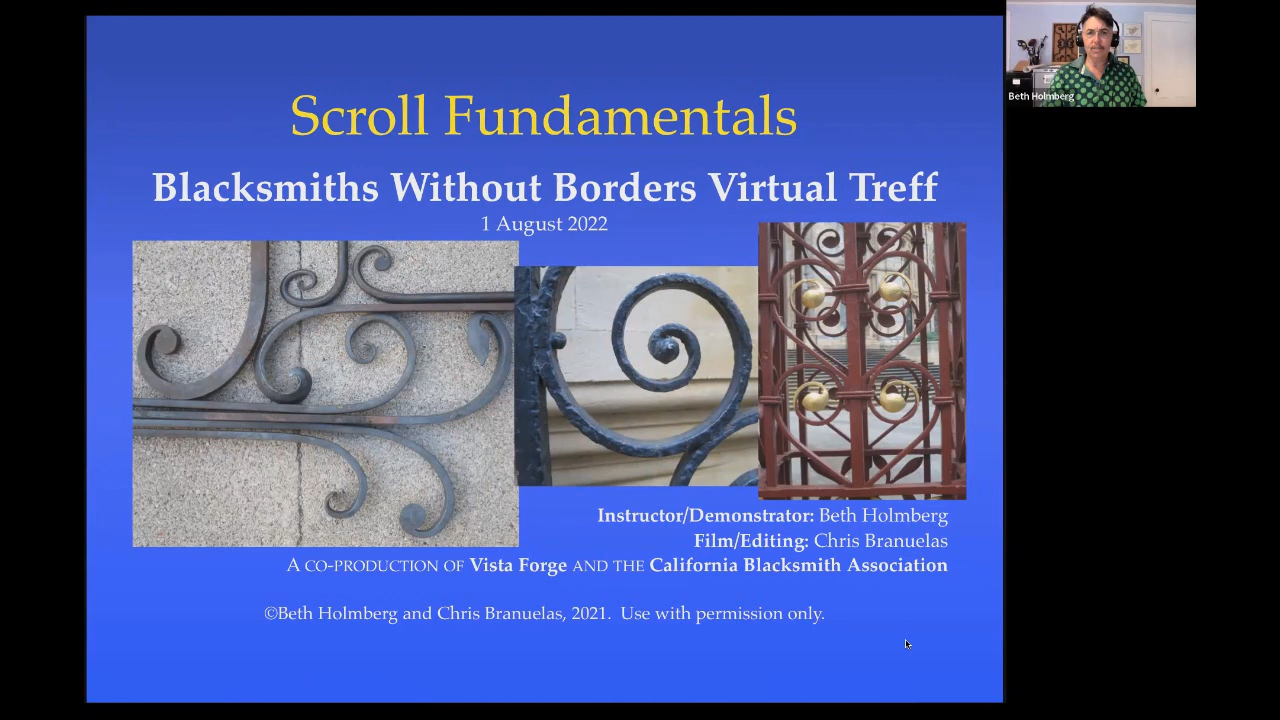 Scroll Fundamentals
Blacksmiths Without Borders Virtual Treff
1 August 2022
Instructor/Demonstrator: Beth Holmberg
Film/Editing: Chris Branuelas
A CO-PRODUCTION OF Vista Forge AND THE California Blacksmith Association
©Beth Holmberg and Chris Branuelas, 2021. Use with permission only.
Beth Holmberg